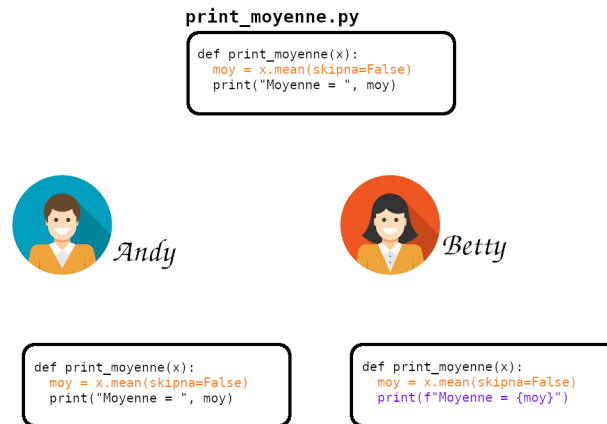 print_moyenne.py
def print_moyenne(x):
  moy = x.mean(skipna=False)
  print("Moyenne = ", moy)
Andy
Betty
def print_moyenne(x):
  moy = x.mean(skipna=False)
  print("Moyenne = ", moy)
def print_moyenne(x):
  moy = x.mean(skipna=False)
  print(f"Moyenne = {moy}")